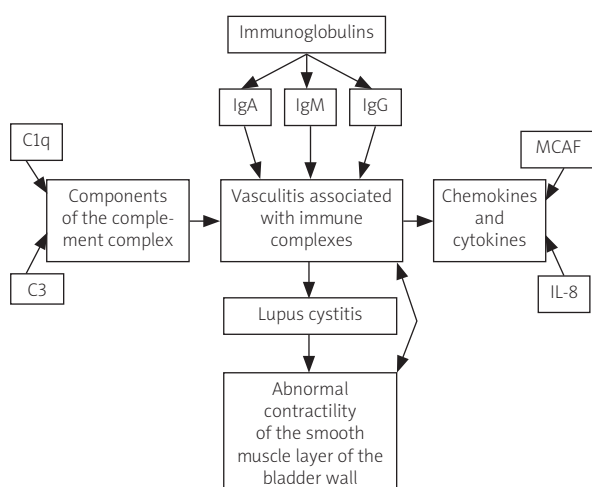 Immunoglobulins
IgA
IgM
IgG
C1q
MCAF
Components
of the comple-
ment complex
Vasculitis associated
with immune
complexes
Chemokines
and
cytokines
C3
IL-8
Lupus cystitis
Abnormal
contractility
of the smooth
muscle layer of the
bladder wall